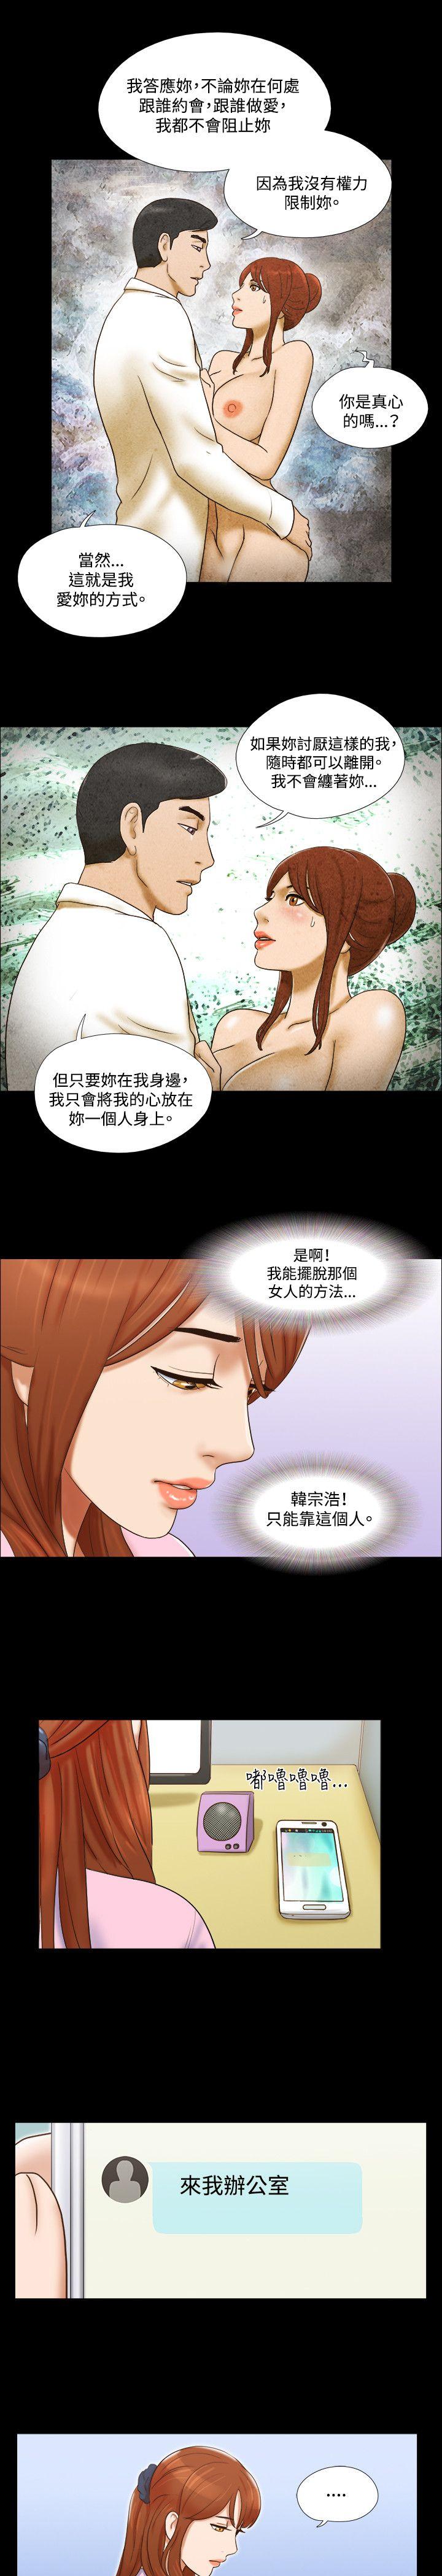 我答應妳，不論妳在何處
跟誰約會，跟誰做愛，
我都不會阻止妳
因為我沒有權力
限制妳。
你是真心
的嗎...？
當然...
這就是我
愛妳的方式。
如果妳討厭這樣的我，
隨時都可以離開。
我不會纏著妳...
但只要妳在我身邊，
我只會將我的心放在
妳一個人身上。
是啊！
我能擺脫那個
女人的方法...
韓宗浩！
只能靠這個人。
嘟嚕嚕嚕...
來我辦公室
....